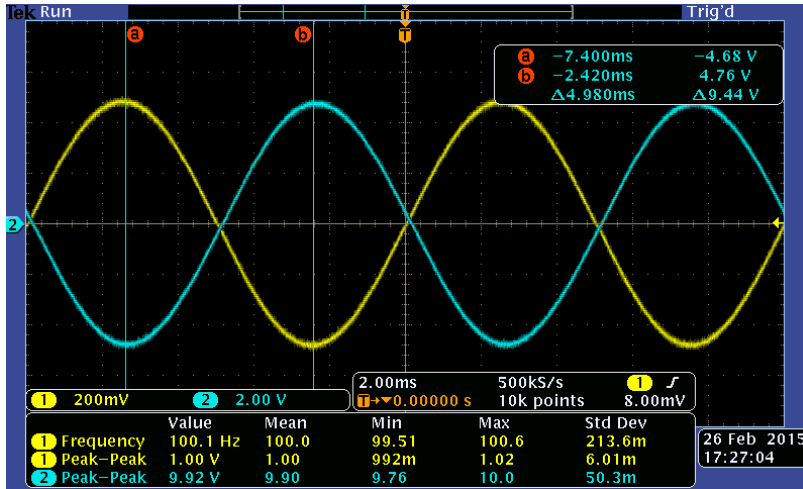 Tek Run Trig'd
a b T
T
a −7.400ms −4.68 V
b −2.420ms 4.76 V
Δ4.980ms Δ9.44 V
2
1 200mV 2 2.00 V
2.00ms 500kS/s 1
T→▼0.00000 s 10k points 8.00mV
Value Mean Min Max Std Dev
1 Frequency 100.1 Hz 100.0 99.51 100.6 213.6m
1 Peak−Peak 1.00 V 1.00 992m 1.02 6.01m
2 Peak−Peak 9.92 V 9.90 9.76 10.0 50.3m
26 Feb 2015
17:27:04